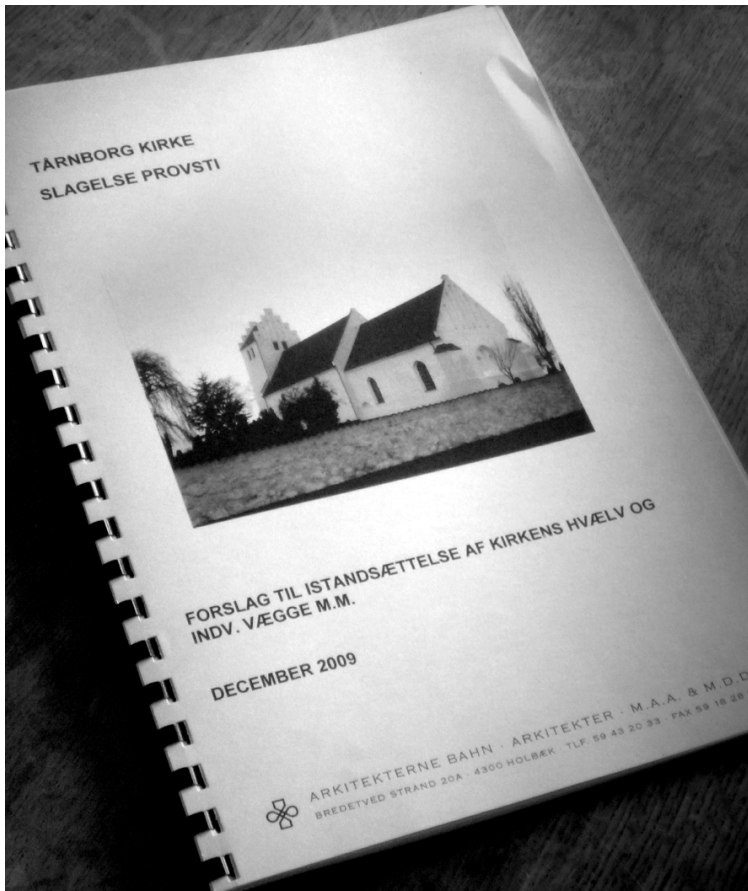 TÅRNBORG KIRKE
SLAGELSE PROVSTI
FORSLAG TIL ISTANDSÆTTELSE AF KIRKENS HVÆLV OG
INDV. VÆGGE M.M.
DECEMBER 2009
ARKITEKTERNE BAHN · ARKITEKTER · M.A.A. & M.D.D
BREDETVED STRAND 20A · 4300 HOLBÆK · TLF. 59 43 20 33 · FAX 59 18 28